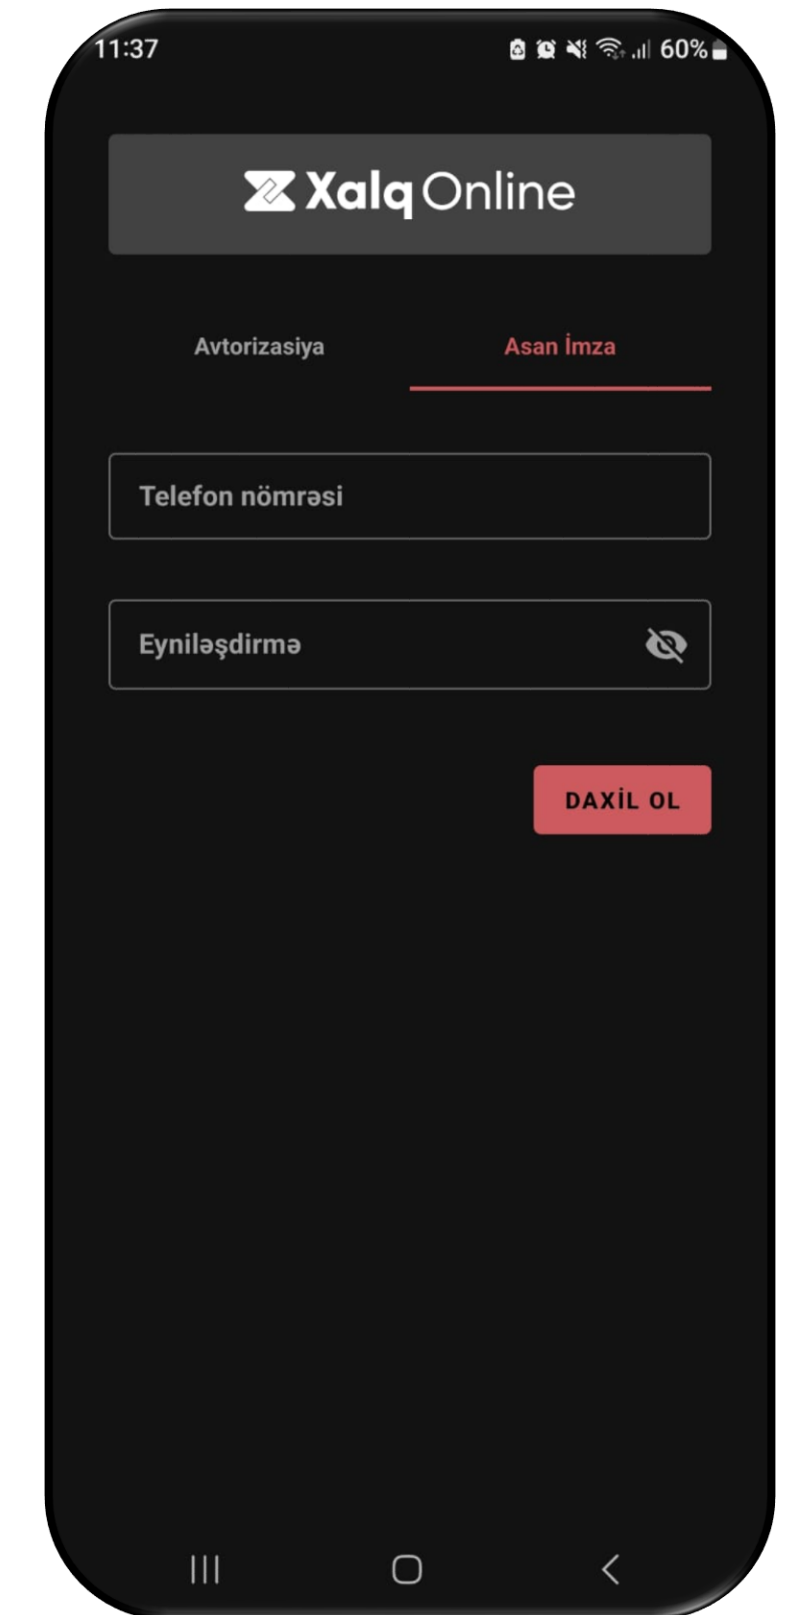 11:37 60%
Xalq Online
Avtorizasiya Asan İmza
Telefon nömrəsi
Eyniləşdirmə
DAXİL OL